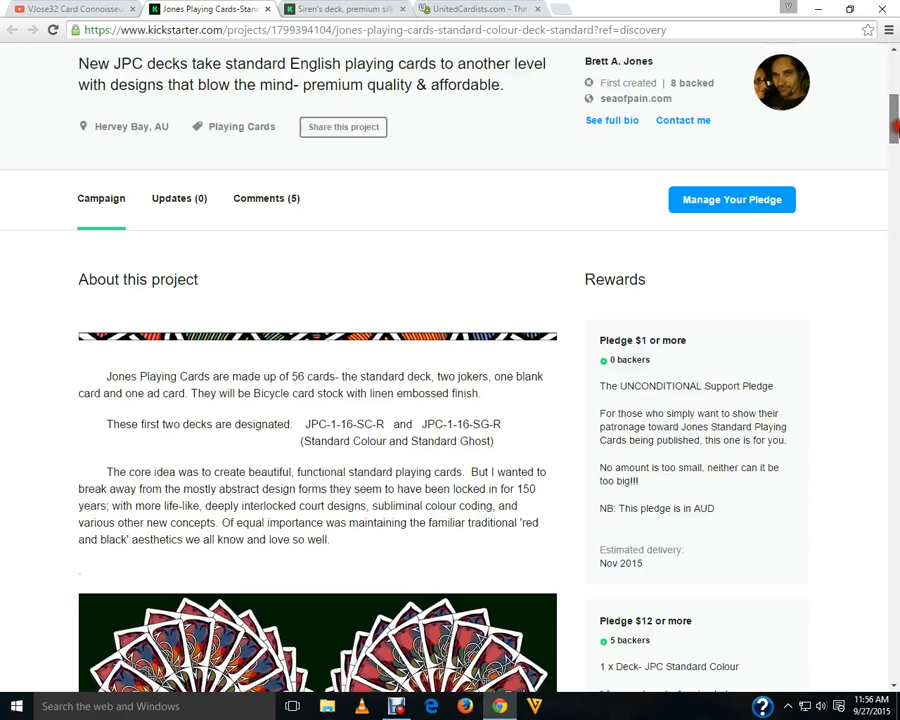 VJose32 Card Connoisseu
Jones Playing Cards-Stan
Siren's deck, premium sil
UnitedCardists.com - The
https://www.kickstarter.com/projects/1799394104/jones-playing-cards-standard-colour-deck-standard?ref=discovery
New JPC decks take standard English playing cards to another level
with designs that blow the mind- premium quality & affordable.
Hervey Bay, AU
Playing Cards
Share this project
Brett A. Jones
First created | 8 backed
seaofpain.com
See full bio
Contact me
Campaign
Updates (0)
Comments (5)
Manage Your Pledge
About this project
Jones Playing Cards are made up of 56 cards- the standard deck, two jokers, one blank
card and one ad card. They will be Bicycle card stock with linen embossed finish.
These first two decks are designated: JPC-1-16-SC-R and JPC-1-16-SG-R
(Standard Colour and Standard Ghost)
The core idea was to create beautiful, functional standard playing cards. But I wanted to
break away from the mostly abstract design forms they seem to have been locked in for 150
years; with more life-like, deeply interlocked court designs, subliminal colour coding, and
various other new concepts. Of equal importance was maintaining the familiar traditional 'red
and black' aesthetics we all know and love so well.
.
Rewards
Pledge $1 or more
0 backers
The UNCONDITIONAL Support Pledge
For those who simply want to show their
patronage toward Jones Standard Playing
Cards being published, this one is for you.
No amount is too small, neither can it be
too big!!!
NB: This pledge is in AUD
Estimated delivery:
Nov 2015
Pledge $12 or more
5 backers
1 x Deck- JPC Standard Colour
Search the web and Windows
11:56 AM
9/27/2015